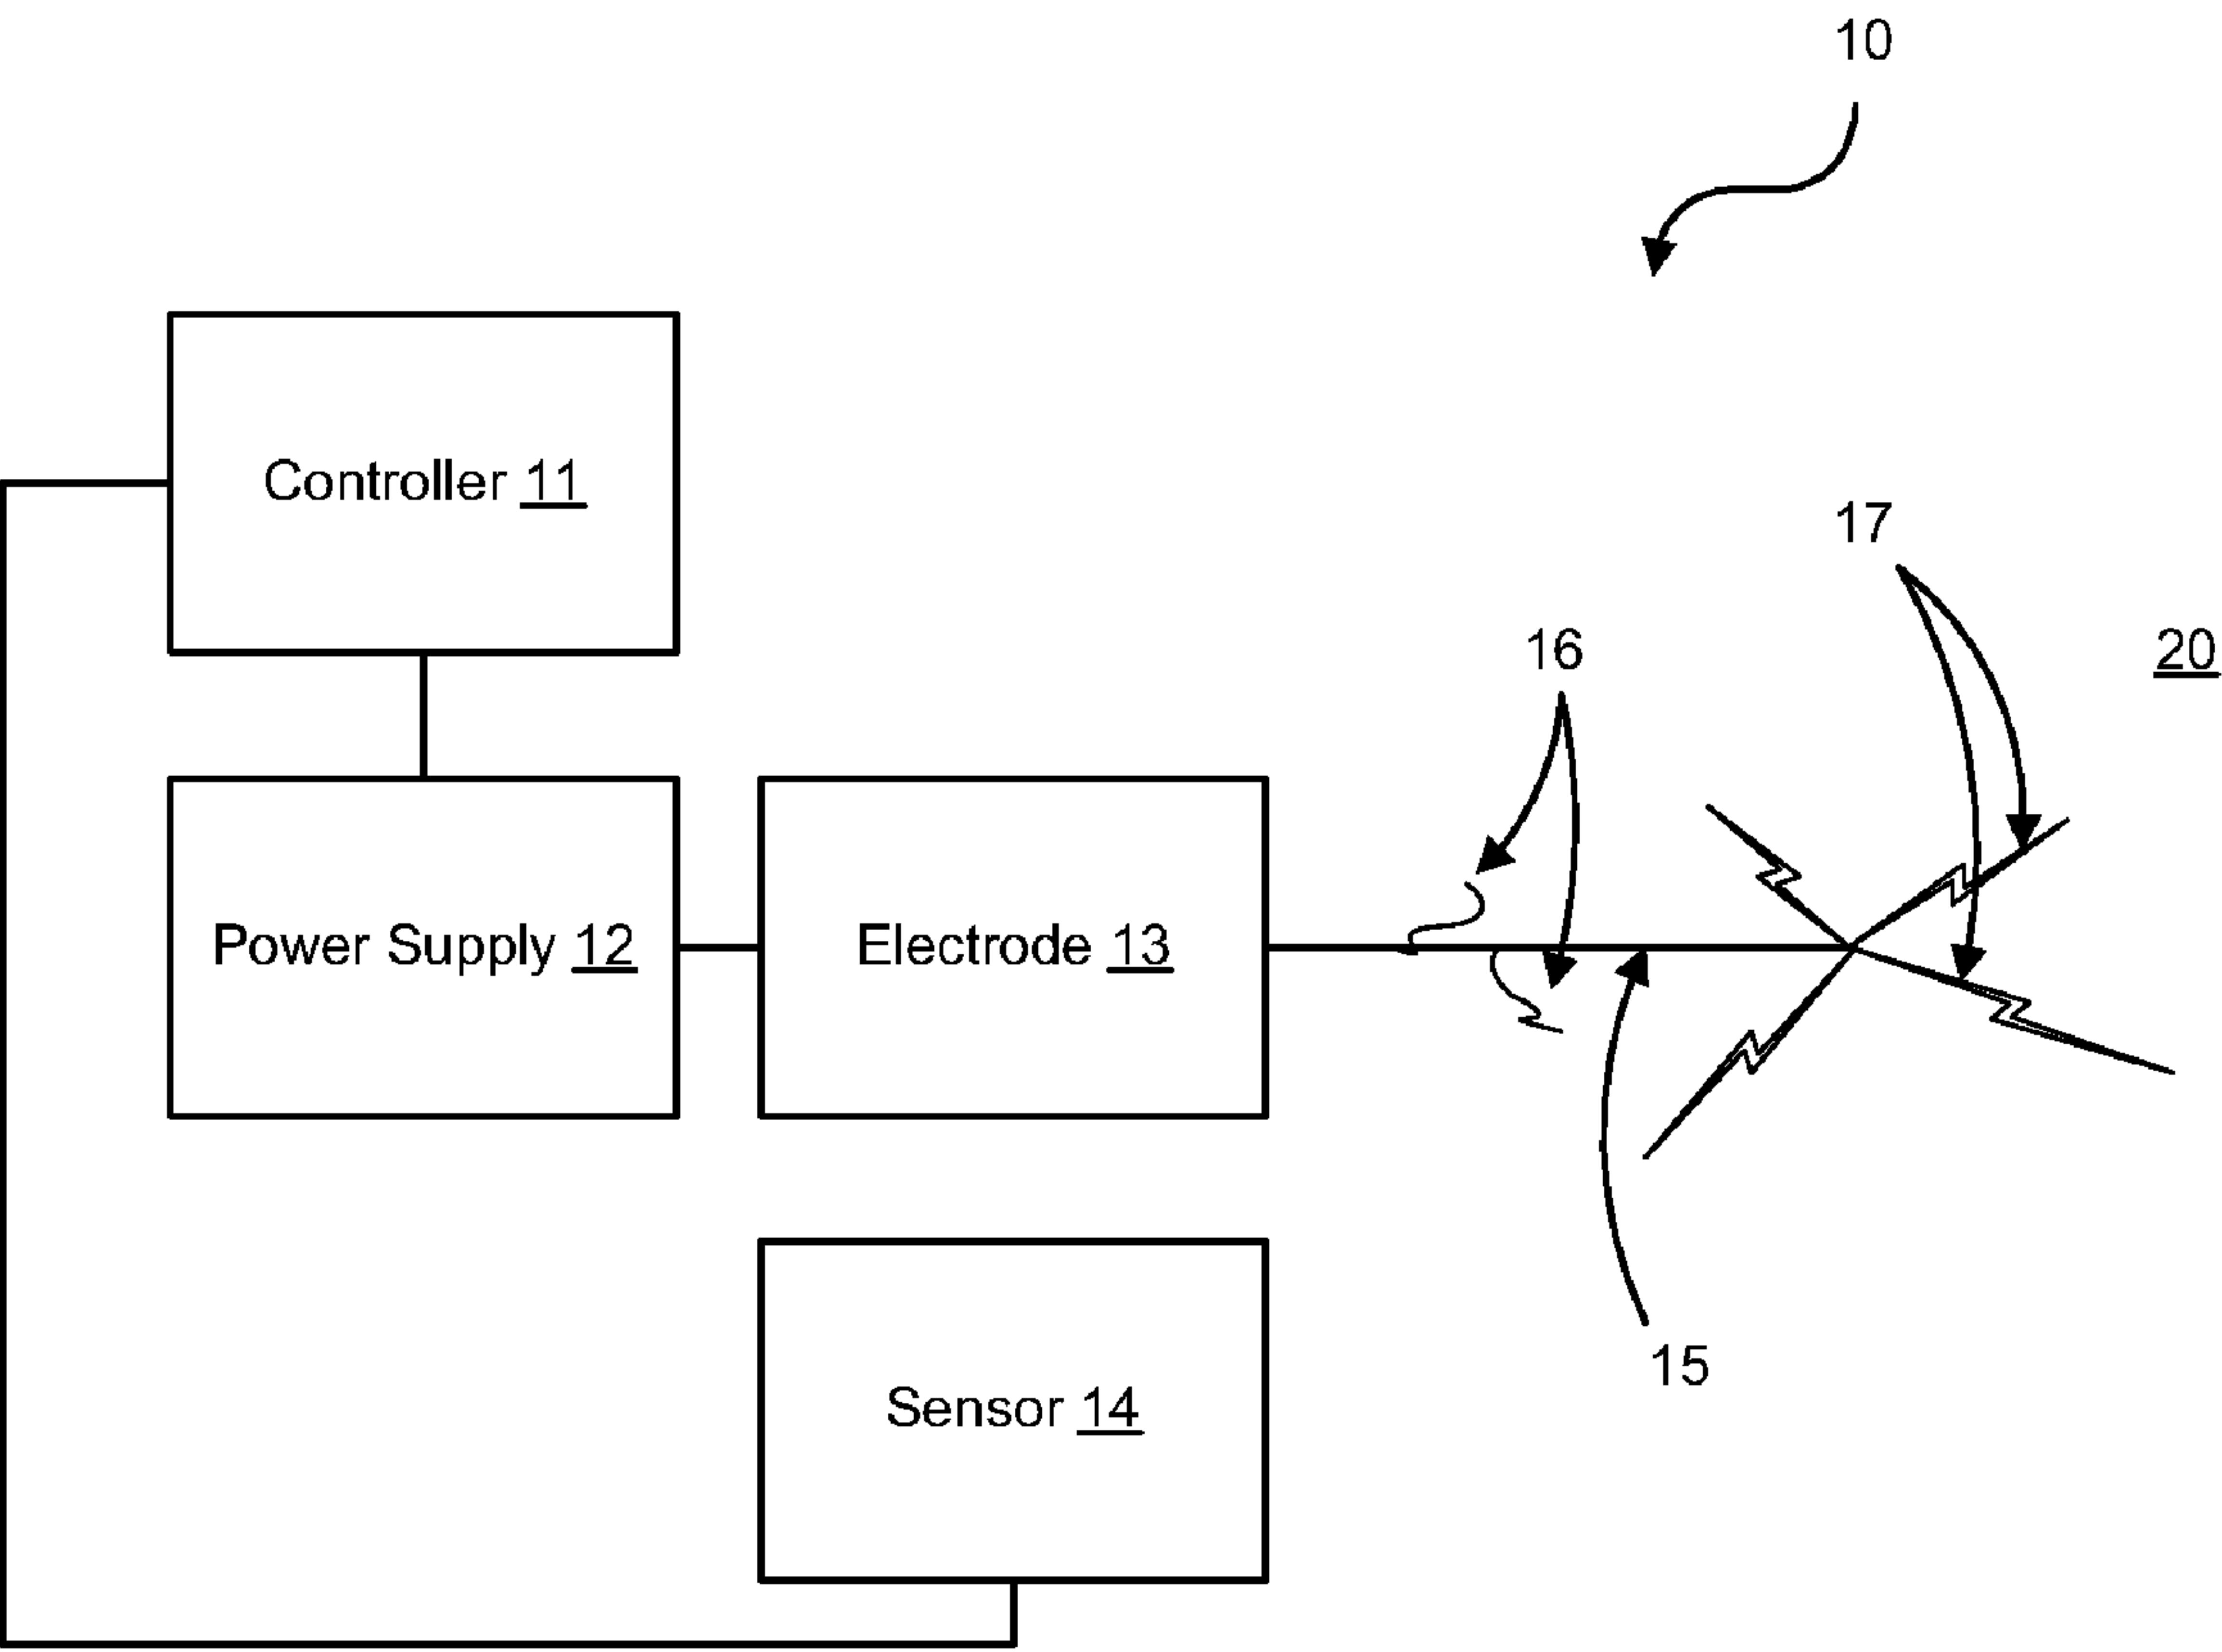 10
Controller 11
17
16
20
Power Supply 12
Electrode 13
15
Sensor 14